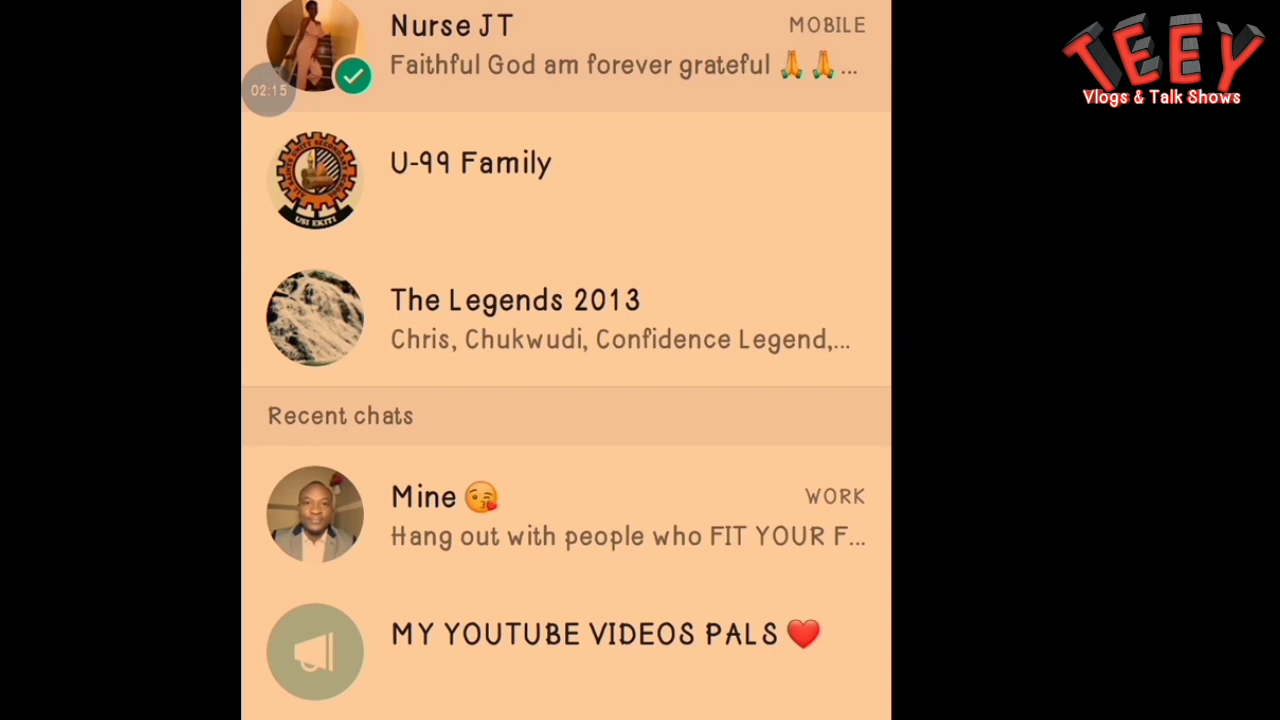 Nurse JT
MOBILE
Faithful God am forever grateful 🙏🙏...
02:15
TEEY
Vlogs & Talk Shows
U-99 Family
USI EKITI
The Legends 2013
Chris, Chukwudi, Confidence Legend,...
Recent chats
Mine 😘
WORK
Hang out with people who FIT YOUR F...
MY YOUTUBE VIDEOS PALS ❤️